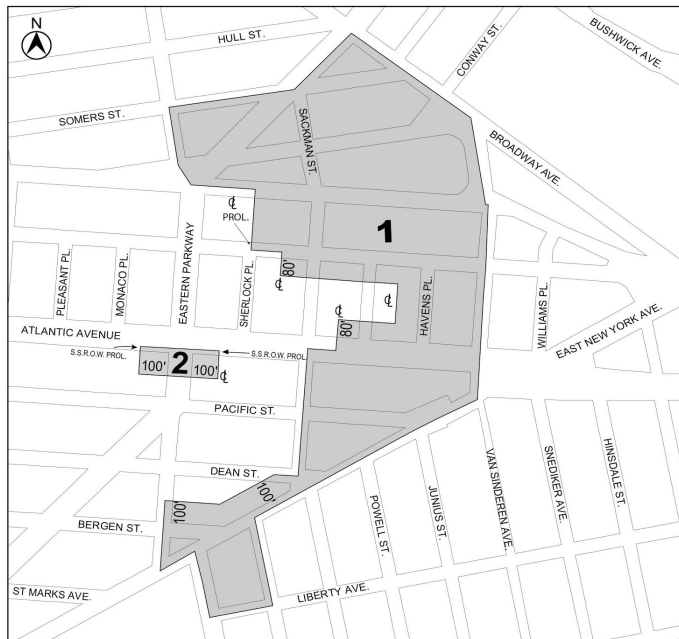 N
HULL ST.
BUSHWICK AVE.
CONWAY ST.
SOMERS ST.
SACKMAN ST.
BROADWAY AVE.
℄
PROL.
1
80'
℄
PLEASANT PL.
MONACO PL.
EASTERN PARKWAY
SHERLOCK PL.
℄
℄
HAVENS PL.
WILLIAMS PL.
80'
ATLANTIC AVENUE
EAST NEW YORK AVE.
S.S.R.O.W. PROL.
2
S.S.R.O.W. PROL
100'
100'
℄
PACIFIC ST.
DEAN ST.
100'
100'
BERGEN ST.
POWELL ST.
JUNIUS ST.
VAN SINDEREN AVE.
SNEDIKER AVE.
HINSDALE ST.
ST MARKS AVE.
LIBERTY AVE.